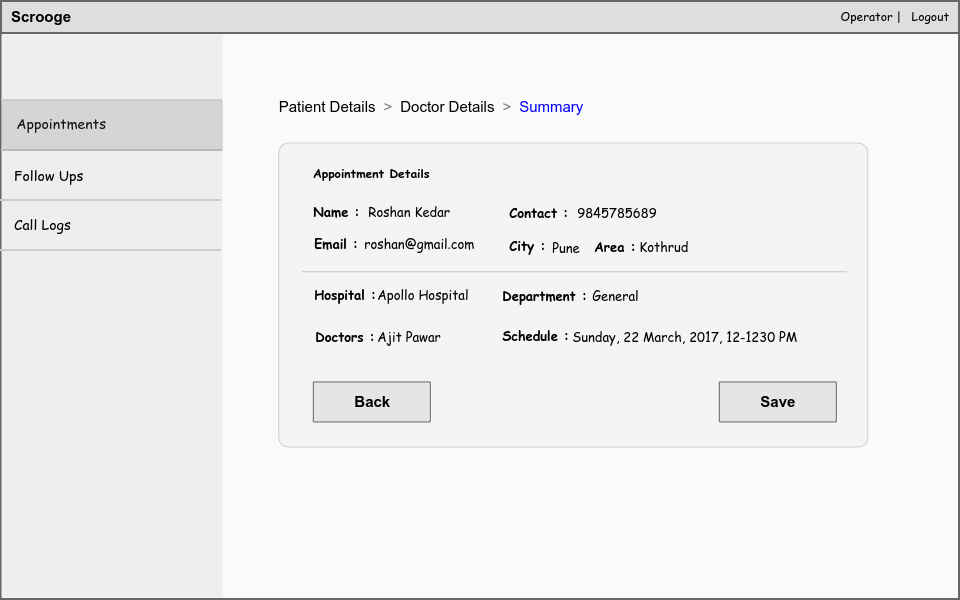 Scrooge
Operator | Logout
Patient Details > Doctor Details > Summary
Appointments
Follow Ups
Call Logs
Appointment Details
Name : Roshan Kedar Contact : 9845785689
Email : roshan@gmail.com City : Pune Area : Kothrud
Hospital : Apollo Hospital Department : General
Doctors : Ajit Pawar Schedule : Sunday, 22 March, 2017, 12-1230 PM
Back Save